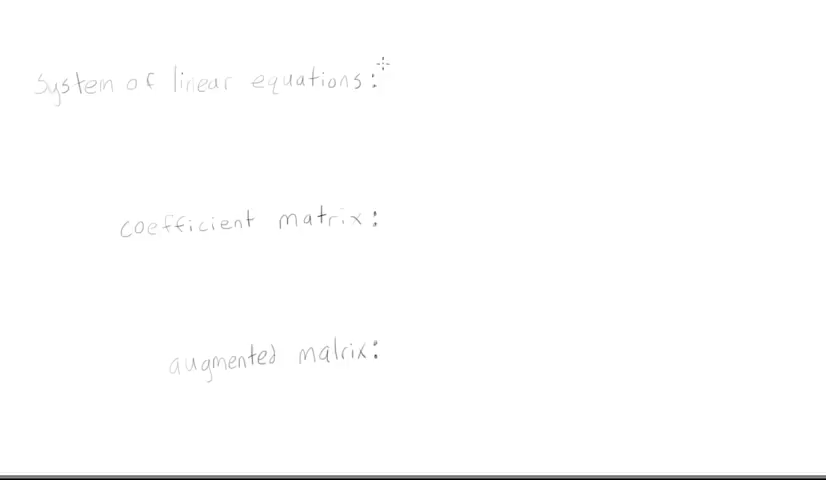 System of linear equations:
coefficient matrix:
augmented matrix: